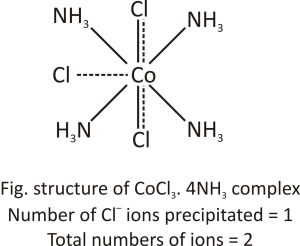 Cl
NH₃ NH₃
Cl Co
H₃N NH₃
Cl
Fig. structure of CoCl₃. 4NH₃ complex
Number of Cl⁻ ions precipitated = 1
Total numbers of ions = 2